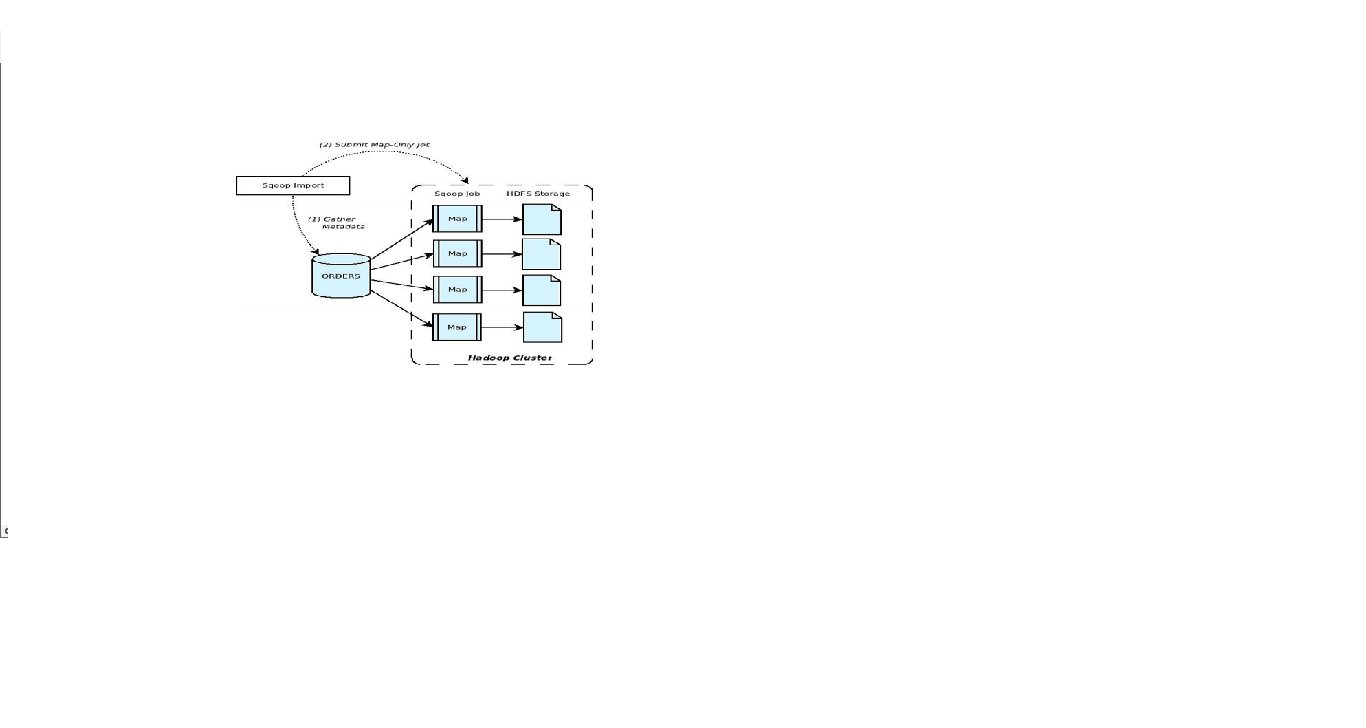 (2) Submit Map-Only Job
Sqoop Import
Sqoop Job
HDFS Storage
(1) Gather
Metadata
Map
Map
ORDERS
Map
Map
Hadoop Cluster